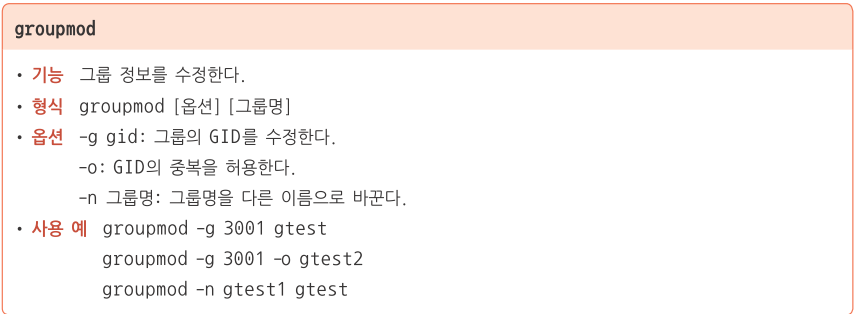 groupmod
• 기능 그룹 정보를 수정한다.
• 형식 groupmod [옵션] [그룹명]
• 옵션 -g gid: 그룹의 GID를 수정한다.
-o: GID의 중복을 허용한다.
-n 그룹명: 그룹명을 다른 이름으로 바꾼다.
• 사용 예 groupmod -g 3001 gtest
groupmod -g 3001 -o gtest2
groupmod -n gtest1 gtest